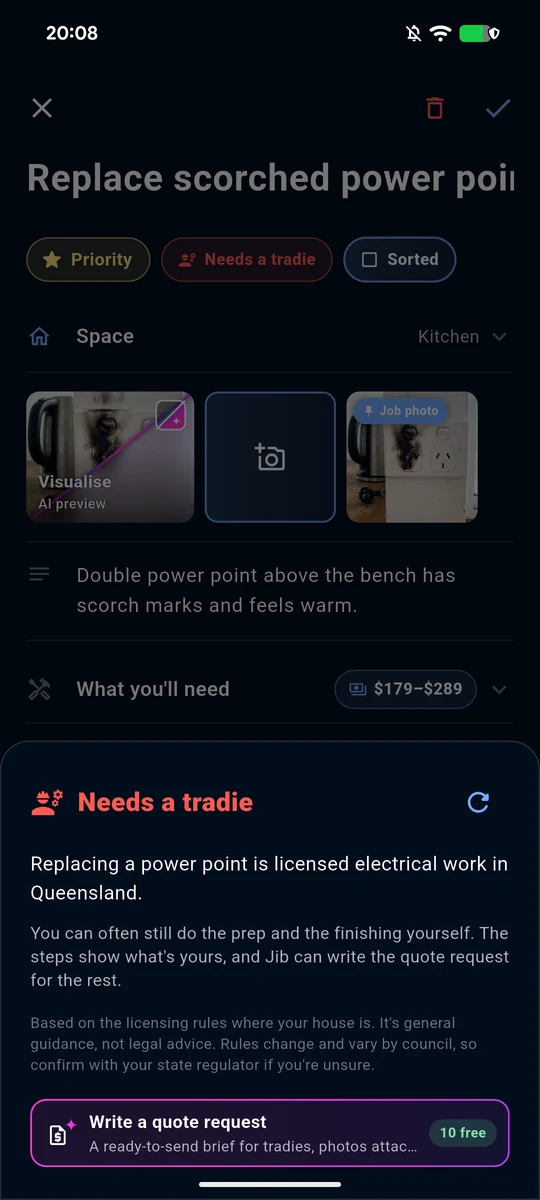 20:08
Replace scorched power poin
Priority
Needs a tradie
Sorted
Space
Kitchen
Visualise
AI preview
Job photo
Double power point above the bench has
scorch marks and feels warm.
What you'll need
$179–$289
Needs a tradie
Replacing a power point is licensed electrical work in
Queensland.
You can often still do the prep and the finishing yourself. The
steps show what's yours, and Jib can write the quote request
for the rest.
Based on the licensing rules where your house is. It's general
guidance, not legal advice. Rules change and vary by council, so
confirm with your state regulator if you're unsure.
Write a quote request
A ready-to-send brief for tradies, photos attac...
10 free